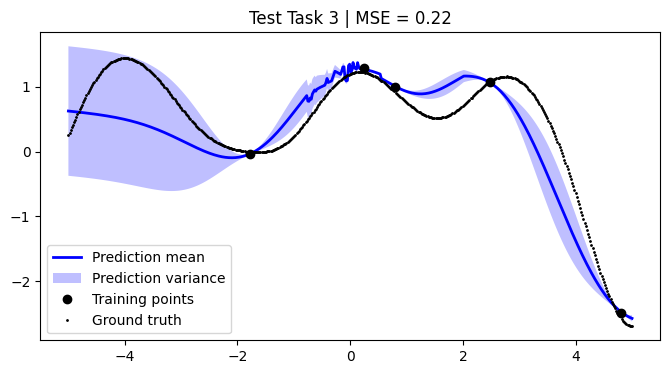 Test Task 3 | MSE = 0.22
1
0
−1
−2
Prediction mean
Prediction variance
Training points
Ground truth
−4 −2 0 2 4